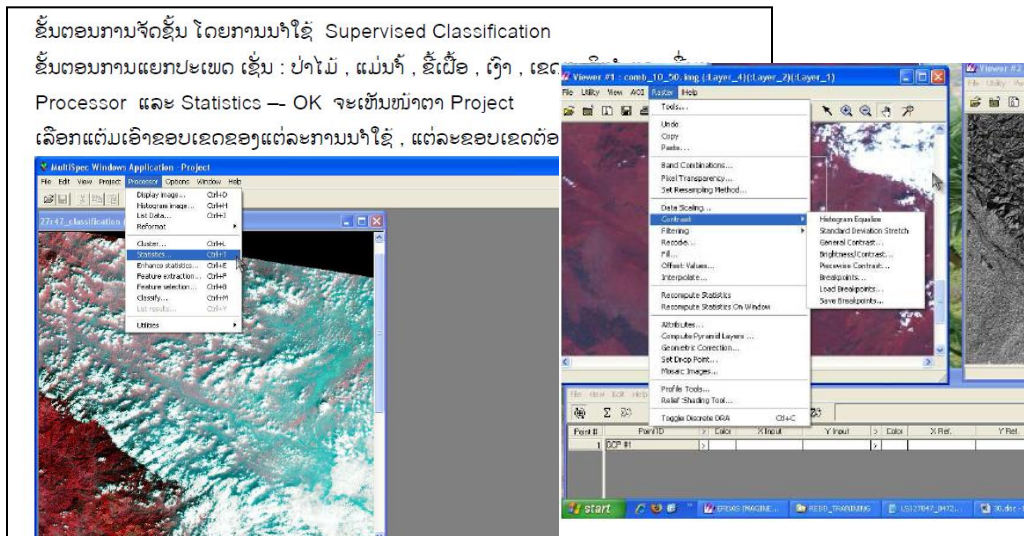 ຂັ້ນຕອນການຈັດຊັ້ນ ໂດຍການນຳໃຊ້ Supervised Classification
ຂັ້ນຕອນການແຍກປະເພດ ເຊັ່ນ : ປ່າໄມ້ , ແມ່ນ້ຳ , ຂີ້ເຝື້ອ , ເງົາ ,
Processor ແລະ Statistics –- OK ຈະເຫັນໜ້າຕາ Project
ເລືອກແຕ້ມເອົາຂອບເຂດຂອງແຕ່ລະການນຳໃຊ້ , ແຕ່ລະຂອບເຂດຕ້ອ
MultiSpec Windows Application - Project
File Edit View Project Processor Options Window Help
Display Image... Ctrl+D
Histogram Image... Ctrl+H
List Data... Ctrl+J
Reformat
Cluster... Ctrl+L
Statistics... Ctrl+T
Enhance statistics... Ctrl+E
Feature extraction... Ctrl+F
Feature selection... Ctrl+B
Classify... Ctrl+M
List results... Ctrl+Y
Utilities
27r47_classification
Viewer #1 : comb_10_50.img (:Layer_4)(:Layer_2)(:Layer_1)
File Utility View AOI Raster Help
Tools...
Undo
Copy
Paste...
Band Combinations...
Pixel Transparency...
Set Resampling Method...
Data Scaling...
Contrast
Filtering
Recode...
Fill...
Offset Values...
Interpolate...
Recompute Statistics
Recompute Statistics On Window
Attributes...
Compute Pyramid Layers ...
Geometric Correction...
Set Drop Point...
Mosaic Images...
Profile Tools...
Relief Shading Tool...
Toggle Discrete DRA Ctrl+C
Histogram Equalize
Standard Deviation Stretch
General Contrast...
Brightness/Contrast...
Piecewise Contrast...
Breakpoints...
Load Breakpoints...
Save Breakpoints...
Viewer #2
File View Edit Help
Point # Point ID > Color X Input Y Input > Color X Ref. Y Ref.
1 GCP #1 > >
start ERDAS IMAGINE... REDD_TRAINING 30.doc -